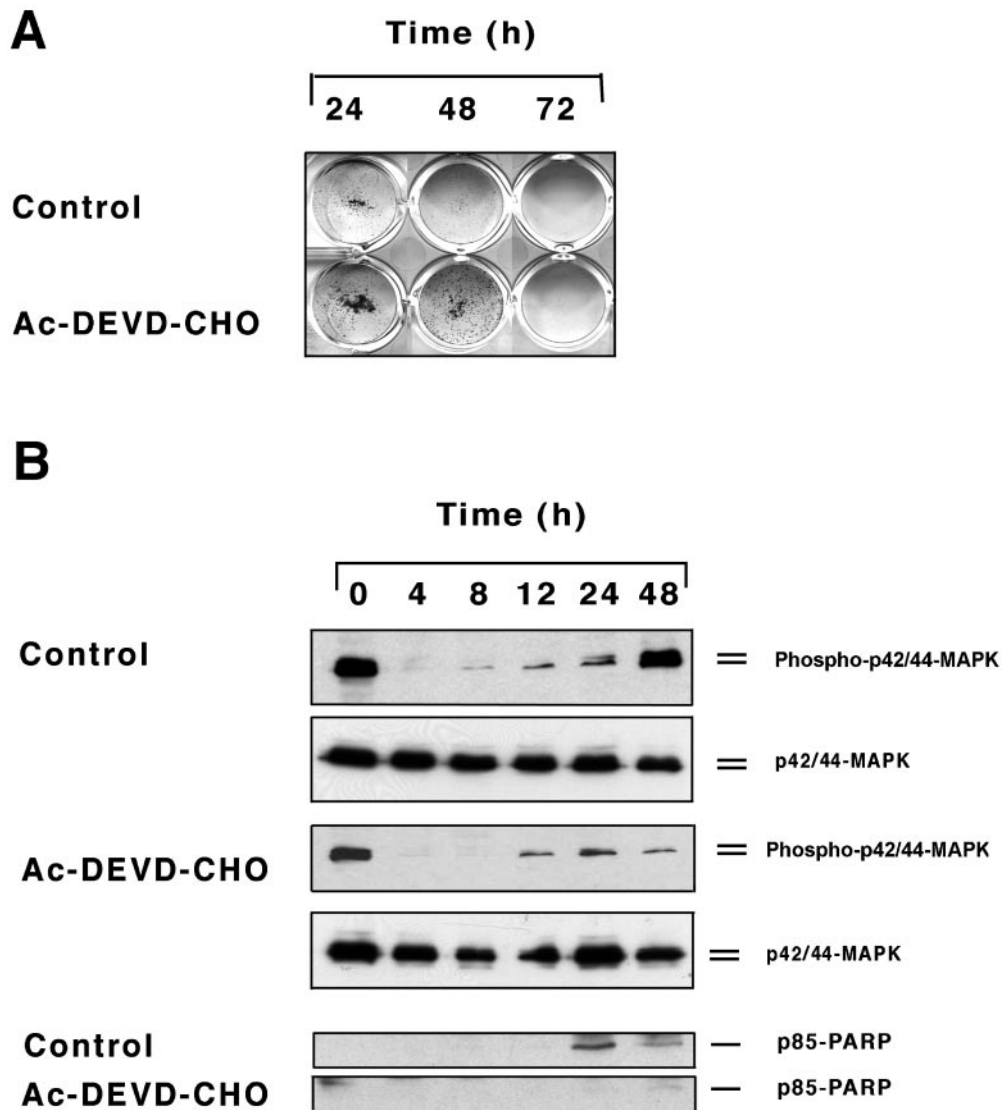 A
Time (h)
24 48 72
Control
Ac-DEVD-CHO
B
Time (h)
0 4 8 12 24 48
Control
Phospho-p42/44-MAPK
p42/44-MAPK
Ac-DEVD-CHO
Phospho-p42/44-MAPK
p42/44-MAPK
Control
p85-PARP
Ac-DEVD-CHO
p85-PARP